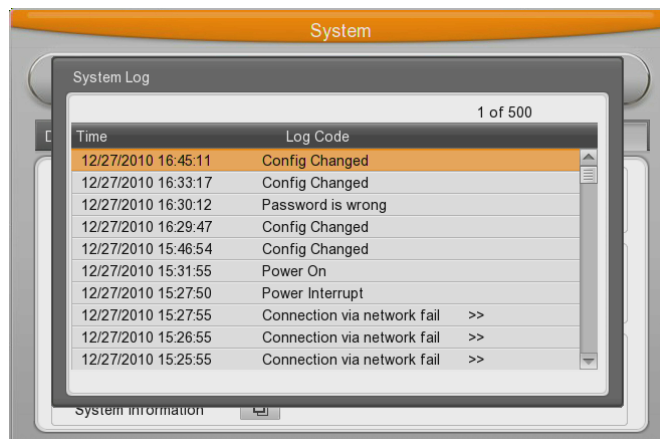 System
System Log
1 of 500
Time Log Code
12/27/2010 16:45:11 Config Changed
12/27/2010 16:33:17 Config Changed
12/27/2010 16:30:12 Password is wrong
12/27/2010 16:29:47 Config Changed
12/27/2010 15:46:54 Config Changed
12/27/2010 15:31:55 Power On
12/27/2010 15:27:50 Power Interrupt
12/27/2010 15:27:55 Connection via network fail >>
12/27/2010 15:26:55 Connection via network fail >>
12/27/2010 15:25:55 Connection via network fail >>
System Information